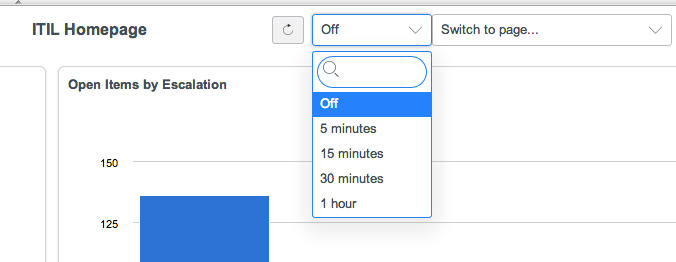 ITIL Homepage
Off
Switch to page...
Open Items by Escalation
Off
5 minutes
15 minutes
30 minutes
1 hour
150
125